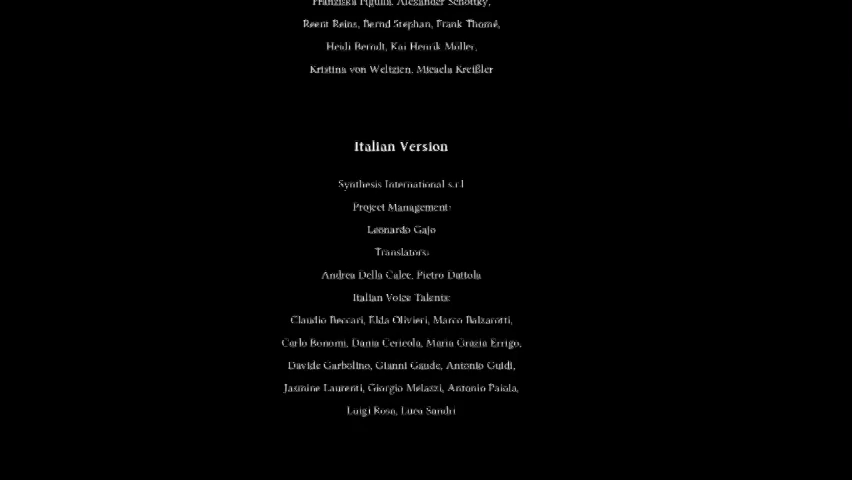 Franziska Pigulla, Alexander Schottky,
Reent Reins, Bernd Stephan, Frank Thomé,
Heidi Berndt, Kai Henrik Möller,
Kristina von Weltzien, Micaela Kreißler
Italian Version
Synthesis International s.r.l
Project Management:
Leonardo Gajo
Translators:
Andrea Della Calce, Pietro Dattola
Italian Voice Talents:
Claudio Beccari, Elda Olivieri, Marco Balzarotti,
Carlo Bonomi, Dania Cericola, Maria Grazia Errigo,
Davide Garbolino, Gianni Gaude, Antonio Guidi,
Jasmine Laurenti, Giorgio Melazzi, Antonio Paiola,
Luigi Rosa, Luca Sandri